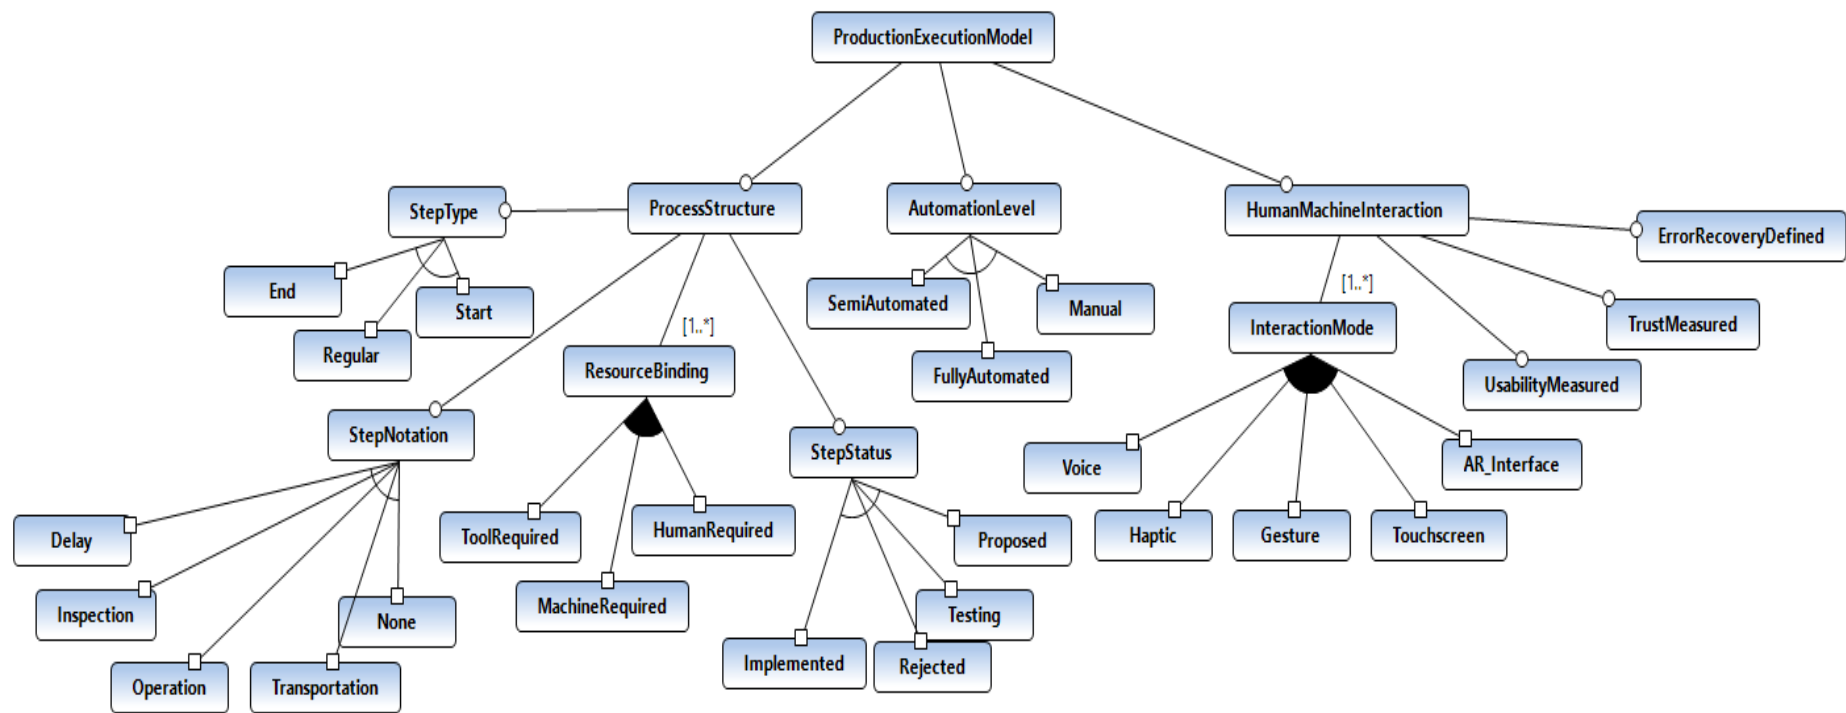 ProductionExecutionModel
StepType
ProcessStructure
AutomationLevel
HumanMachineInteraction
ErrorRecoveryDefined
End
Start
Regular
SemiAutomated
Manual
FullyAutomated
[1..*]
InteractionMode
TrustMeasured
UsabilityMeasured
[1..*]
ResourceBinding
StepNotation
StepStatus
Voice
AR_Interface
Haptic
Gesture
Touchscreen
Delay
Inspection
None
Operation
Transportation
ToolRequired
HumanRequired
MachineRequired
Proposed
Testing
Implemented
Rejected